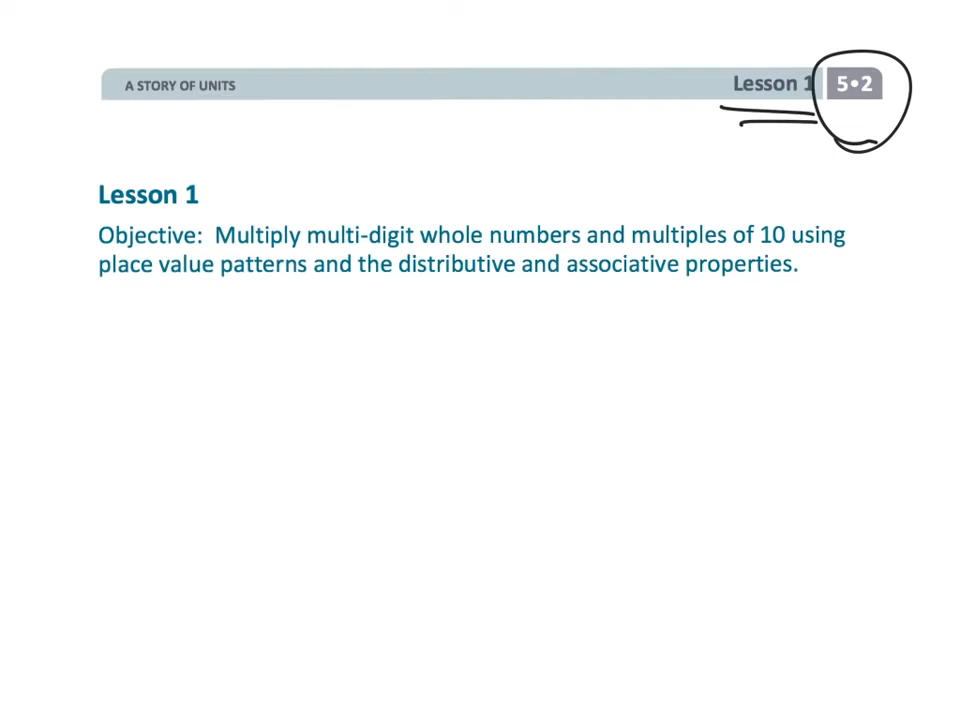 A STORY OF UNITS Lesson 1 5•2
Lesson 1
Objective: Multiply multi-digit whole numbers and multiples of 10 using
place value patterns and the distributive and associative properties.